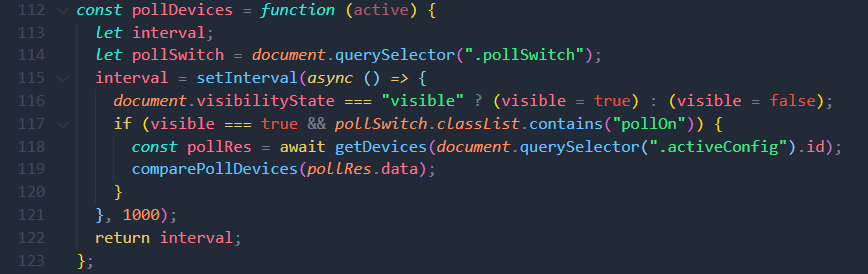 112 const pollDevices = function (active) {
113 let interval;
114 let pollSwitch = document.querySelector(".pollSwitch");
115 interval = setInterval(async () => {
116 document.visibilityState === "visible" ? (visible = true) : (visible = false);
117 if (visible === true && pollSwitch.classList.contains("pollOn")) {
118 const pollRes = await getDevices(document.querySelector(".activeConfig").id);
119 comparePollDevices(pollRes.data);
120 }
121 }, 1000);
122 return interval;
123 };